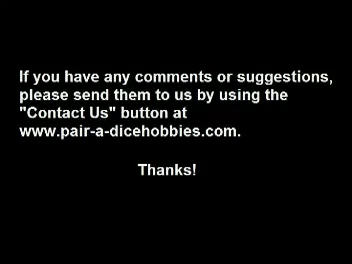 If you have any comments or suggestions,
please send them to us by using the
"Contact Us" button at
www.pair-a-dicehobbies.com.
Thanks!